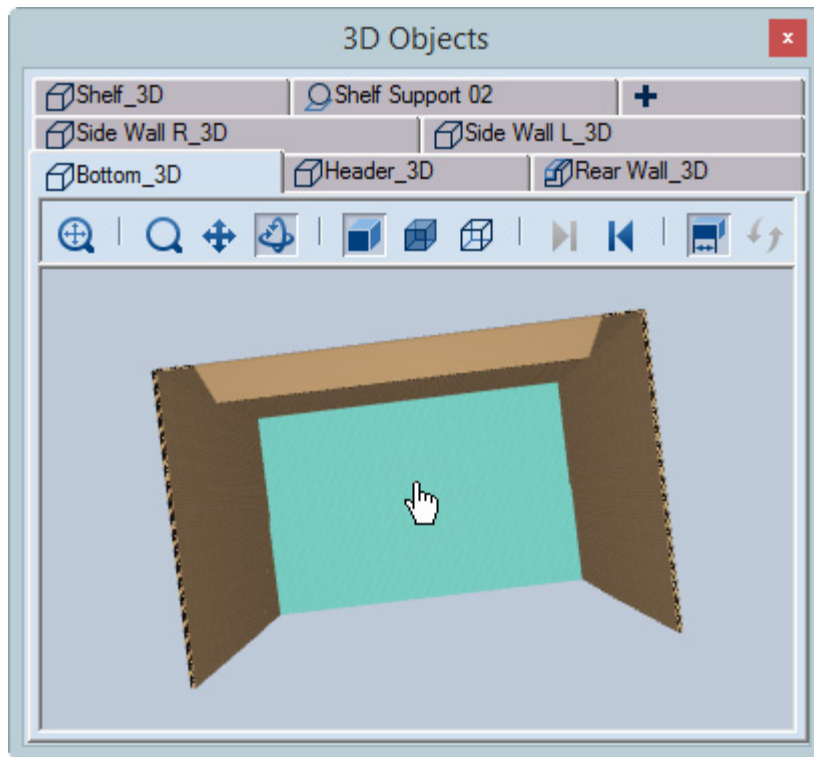 3D Objects
x
Shelf_3D Shelf Support 02
Side Wall R_3D Side Wall L_3D
Bottom_3D Header_3D Rear Wall_3D